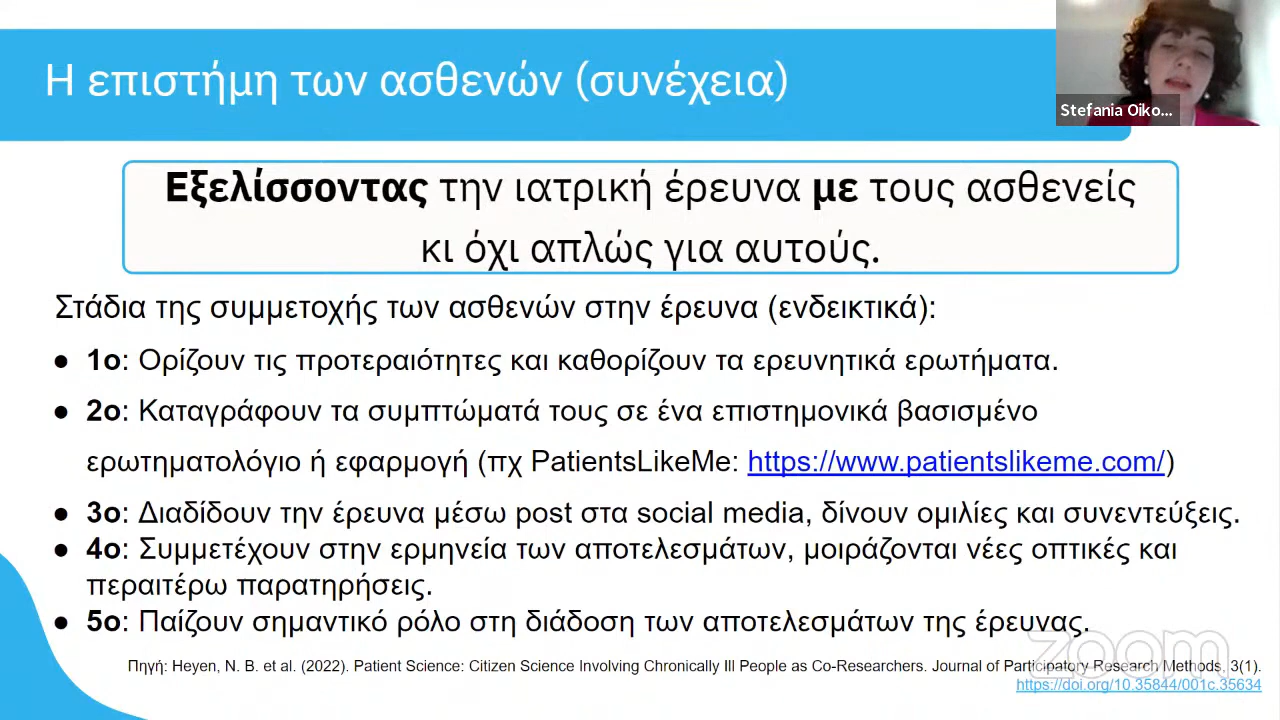 Η επιστήμη των ασθενών (συνέχεια)
Stefania Oiko...
Εξελίσσοντας την ιατρική έρευνα με τους ασθενείς
κι όχι απλώς για αυτούς.
Στάδια της συμμετοχής των ασθενών στην έρευνα (ενδεικτικά):
● 1ο: Ορίζουν τις προτεραιότητες και καθορίζουν τα ερευνητικά ερωτήματα.
● 2ο: Καταγράφουν τα συμπτώματά τους σε ένα επιστημονικά βασισμένο
ερωτηματολόγιο ή εφαρμογή (πχ PatientsLikeMe: https://www.patientslikeme.com/)
● 3ο: Διαδίδουν την έρευνα μέσω post στα social media, δίνουν ομιλίες και συνεντεύξεις.
● 4ο: Συμμετέχουν στην ερμηνεία των αποτελεσμάτων, μοιράζονται νέες οπτικές και
περαιτέρω παρατηρήσεις.
● 5ο: Παίζουν σημαντικό ρόλο στη διάδοση των αποτελεσμάτων της έρευνας.
Πηγή: Heyen, N. B. et al. (2022). Patient Science: Citizen Science Involving Chronically Ill People as Co-Researchers. Journal of Participatory Research Methods, 3(1).
https://doi.org/10.35844/001c.35634
zoom